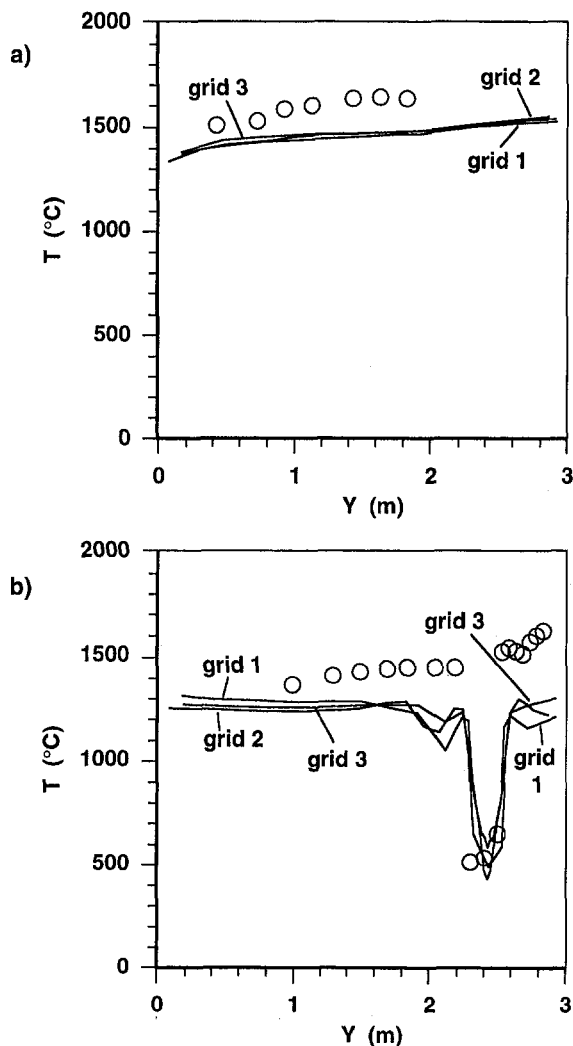 a)
2000
1500
1000
500
0
T (°C)
grid 3
grid 2
grid 1
0 1 2 3
Y (m)
b)
2000
1500
1000
500
0
T (°C)
grid 1
grid 2
grid 3
grid 3
grid
1
0 1 2 3
Y (m)